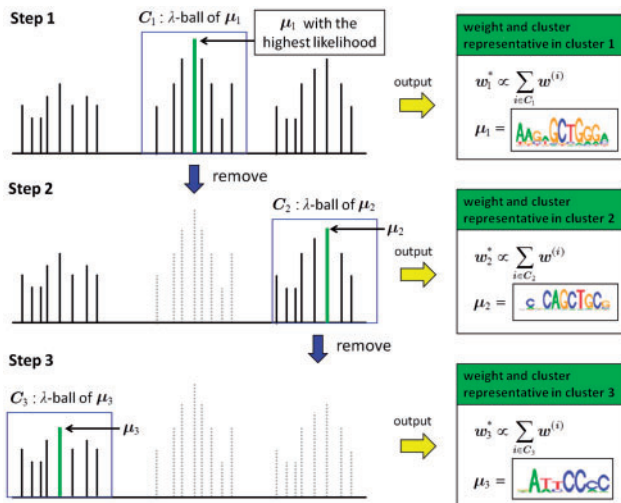 Step 1
C₁ : λ-ball of μ₁
μ₁ with the
highest likelihood
output
weight and cluster
representative in cluster 1
w₁* ∝ ∑ w⁽ⁱ⁾
i∈C₁
μ₁ =
remove
Step 2
C₂ : λ-ball of μ₂
μ₂
output
weight and cluster
representative in cluster 2
w₂* ∝ ∑ w⁽ⁱ⁾
i∈C₂
μ₂ = C CAGCTGCG
remove
Step 3
C₃ : λ-ball of μ₃
μ₃
output
weight and cluster
representative in cluster 3
w₃* ∝ ∑ w⁽ⁱ⁾
i∈C₃
μ₃ = ATTCCCC